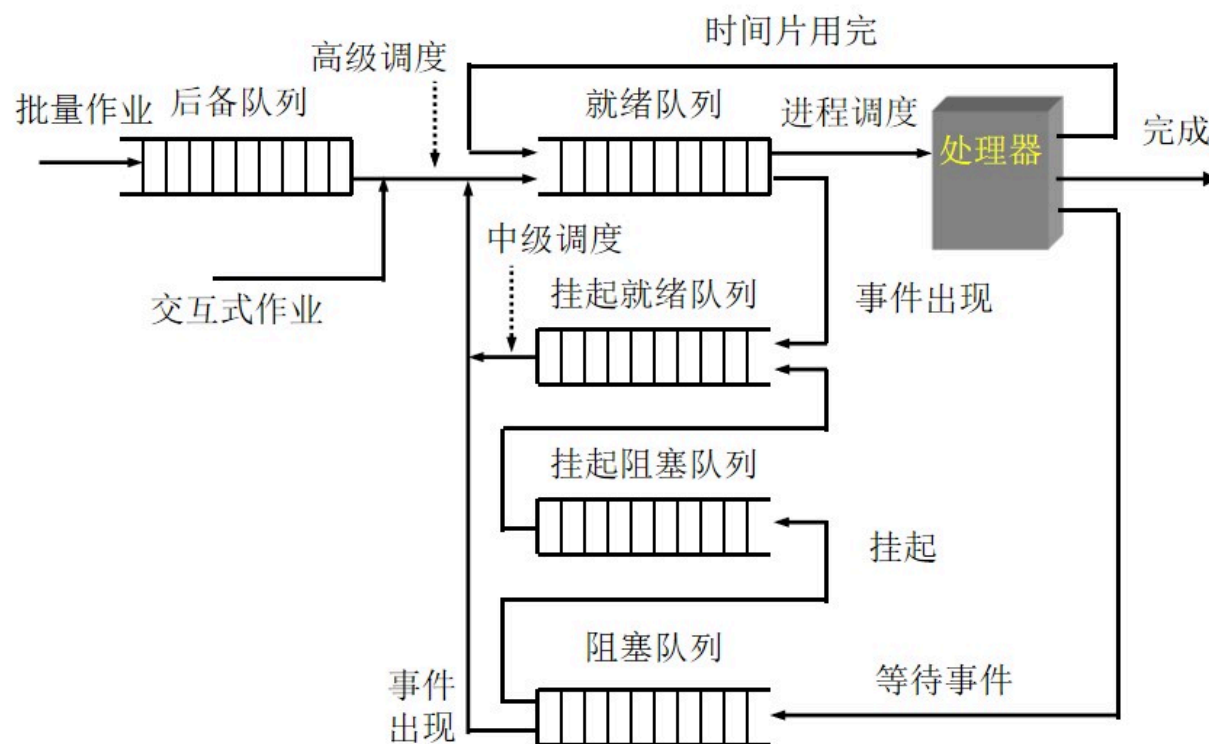 时间片用完
高级调度
批量作业
后备队列
就绪队列
进程调度
处理器
完成
中级调度
交互式作业
挂起就绪队列
事件出现
挂起阻塞队列
挂起
阻塞队列
等待事件
事件
出现